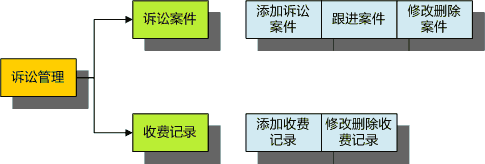 诉讼案件
添加诉讼
案件
跟进案件
修改删除
案件
诉讼管理
收费记录
添加收费
记录
修改删除收
费记录